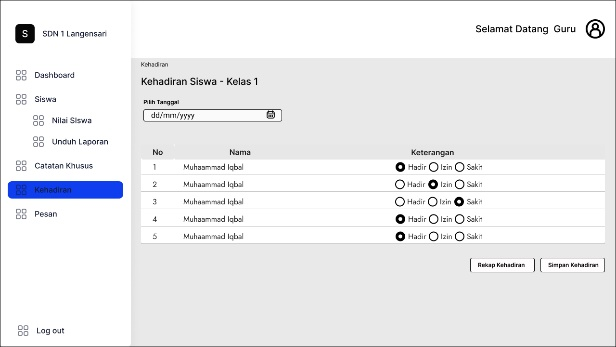 S SDN 1 Langensari
Selamat Datang Guru
Dashboard
Siswa
Nilai SIswa
Unduh Laporan
Catatan Khusus
Kehadiran
Pesan
Log out
Kehadiran
Kehadiran Siswa - Kelas 1
Pilih Tanggal
dd/mm/yyyy
No Nama Keterangan
1 Muhaammad Iqbal Hadir Izin Sakit
2 Muhaammad Iqbal Hadir Izin Sakit
3 Muhaammad Iqbal Hadir Izin Sakit
4 Muhaammad Iqbal Hadir Izin Sakit
5 Muhaammad Iqbal Hadir Izin Sakit
Rekap Kehadiran Simpan Kehadiran